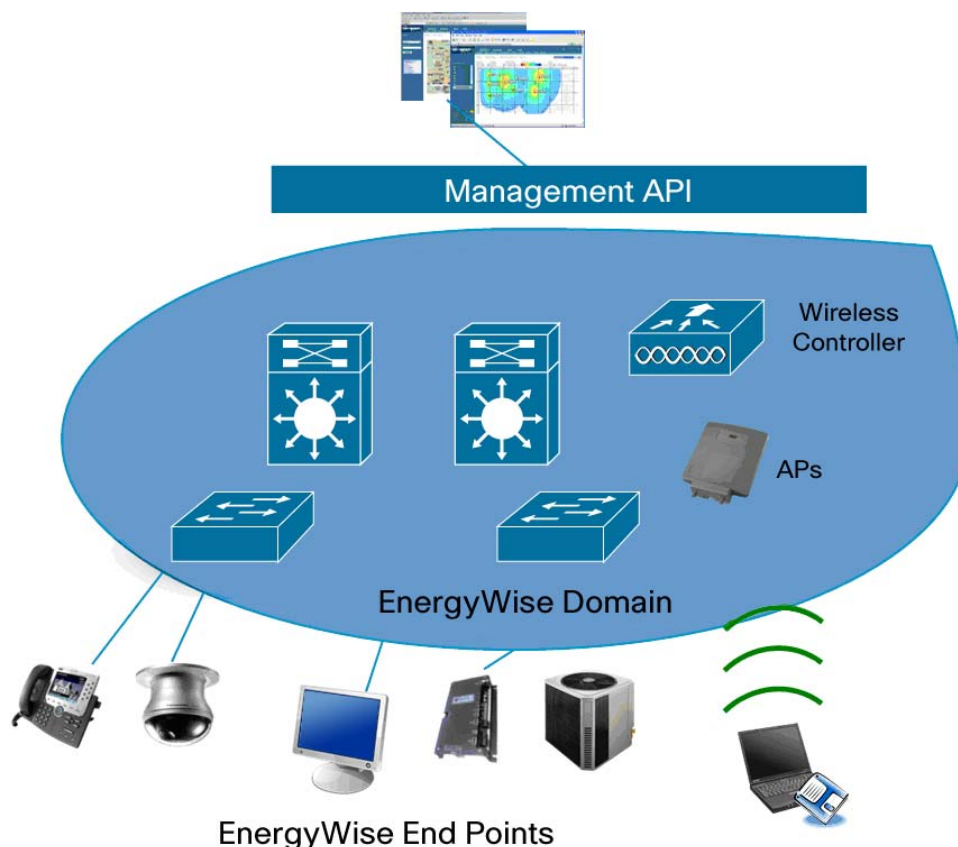 Management API
Wireless
Controller
APs
EnergyWise Domain
EnergyWise End Points